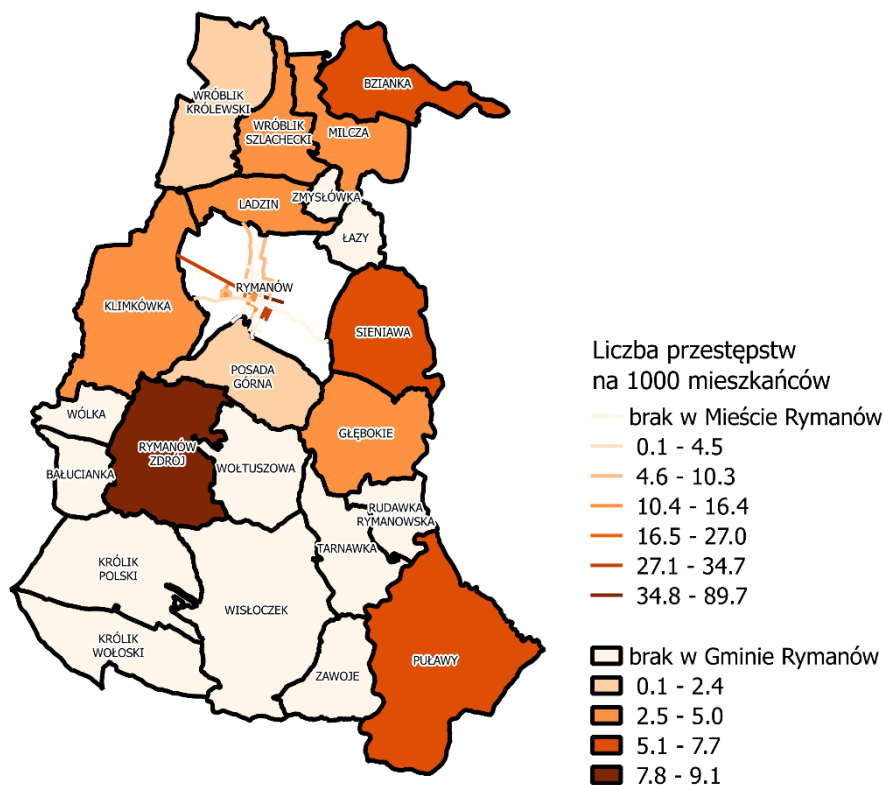 BZIANKA
WRÓBLIK
KRÓLEWSKI
WRÓBLIK
SZLACHECKI
MILCZA
ZMYSŁÓWKA
LADZIN
ŁAZY
RYMANÓW
KLIMKÓWKA
SIENIAWA
POSADA
GÓRNA
WÓLKA
GŁĘBOKIE
RYMANÓW
ZDRÓJ
WOŁTUSZOWA
BAŁUCIANKA
RUDAWKA
RYMANOWSKA
TARNAWKA
KRÓLIK
POLSKI
WISŁOCZEK
KRÓLIK
WOŁOSKI
ZAWOJE
PUŁAWY
Liczba przestępstw
na 1000 mieszkańców
brak w Mieście Rymanów
0.1 - 4.5
4.6 - 10.3
10.4 - 16.4
16.5 - 27.0
27.1 - 34.7
34.8 - 89.7
brak w Gminie Rymanów
0.1 - 2.4
2.5 - 5.0
5.1 - 7.7
7.8 - 9.1